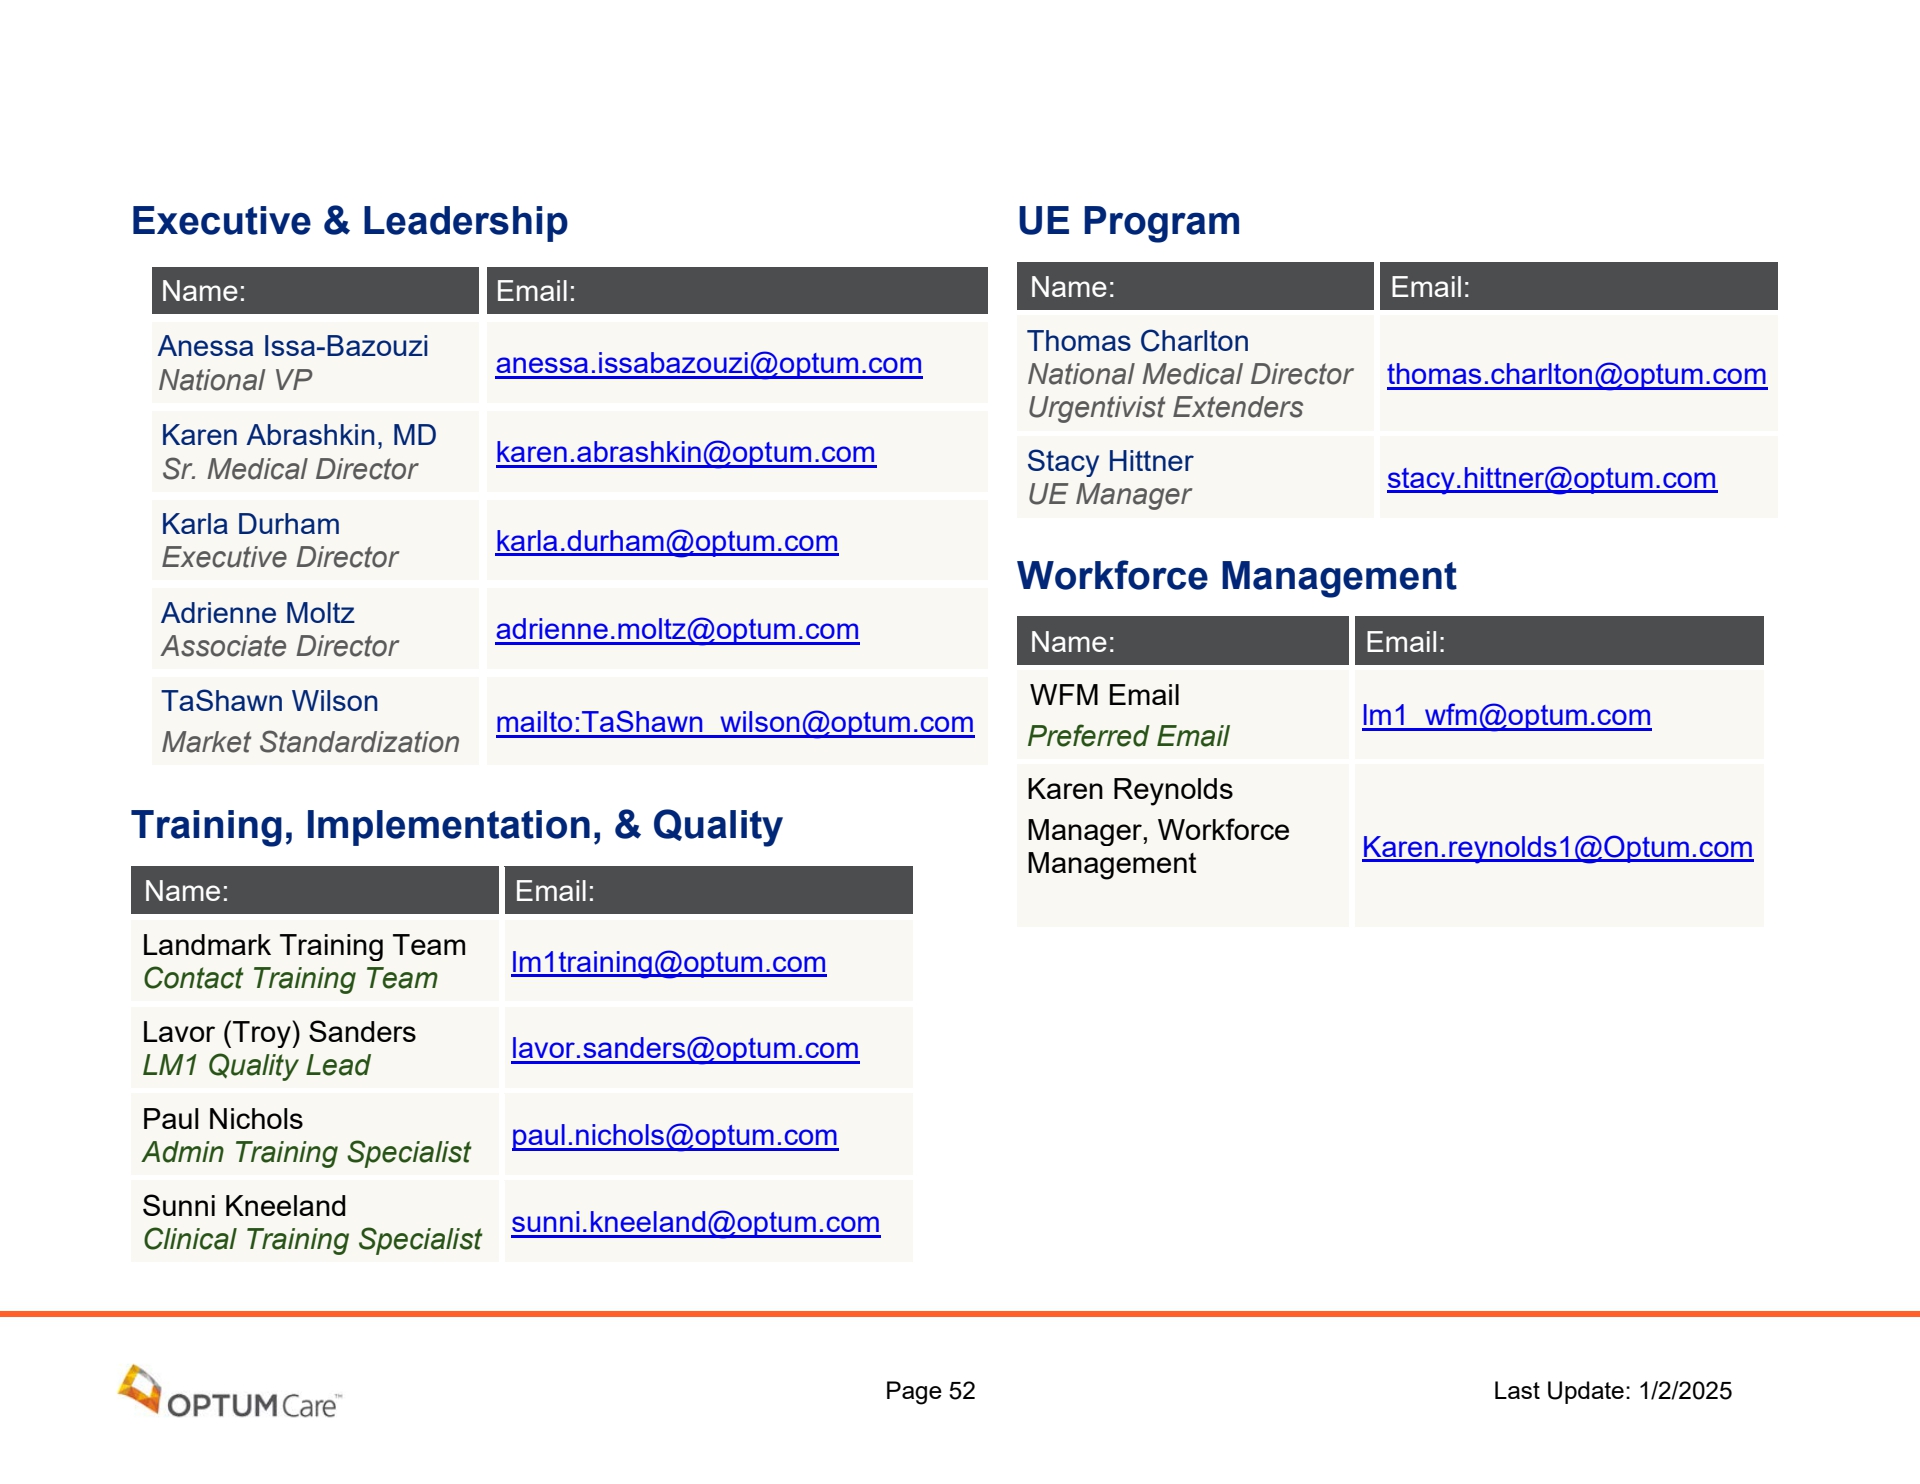 Executive & Leadership
Name: Email:
Anessa Issa-Bazouzi
National VP
anessa.issabazouzi@optum.com
Karen Abrashkin, MD
Sr. Medical Director
karen.abrashkin@optum.com
Karla Durham
Executive Director
karla.durham@optum.com
Adrienne Moltz
Associate Director
adrienne.moltz@optum.com
TaShawn Wilson
Market Standardization
mailto:TaShawn_wilson@optum.com
Training, Implementation, & Quality
Name: Email:
Landmark Training Team
Contact Training Team
lm1training@optum.com
Lavor (Troy) Sanders
LM1 Quality Lead
lavor.sanders@optum.com
Paul Nichols
Admin Training Specialist
paul.nichols@optum.com
Sunni Kneeland
Clinical Training Specialist
sunni.kneeland@optum.com
UE Program
Name: Email:
Thomas Charlton
National Medical Director
Urgentivist Extenders
thomas.charlton@optum.com
Stacy Hittner
UE Manager
stacy.hittner@optum.com
Workforce Management
Name: Email:
WFM Email
Preferred Email
lm1_wfm@optum.com
Karen Reynolds
Manager, Workforce
Management
Karen.reynolds1@Optum.com
OPTUMCare™
Page 52
Last Update: 1/2/2025